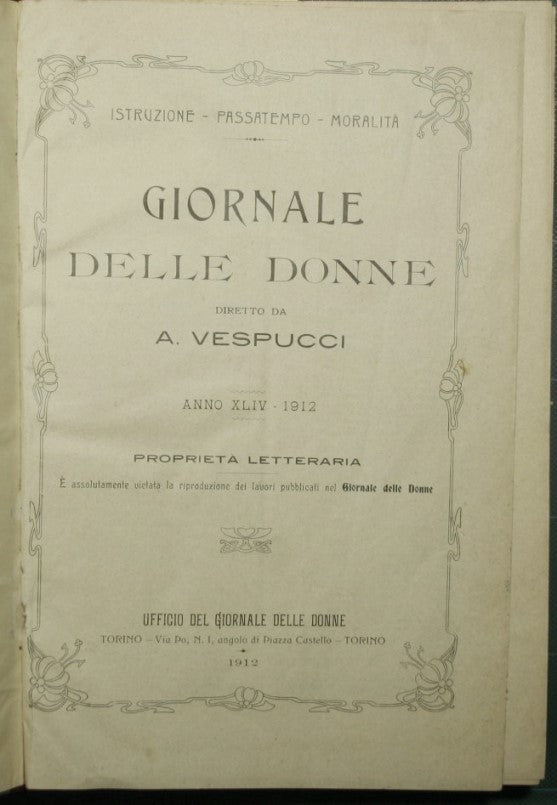 ISTRUZIONE - PASSATEMPO - MORALITÀ
GIORNALE
DELLE DONNE
DIRETTO DA
A. VESPUCCI
ANNO XLIV - 1912
PROPRIETÀ LETTERARIA
È assolutamente vietata la riproduzione dei lavori pubblicati nel Giornale delle Donne
UFFICIO DEL GIORNALE DELLE DONNE
TORINO — Via Po, N. 1, angolo di Piazza Castello — TORINO
1912